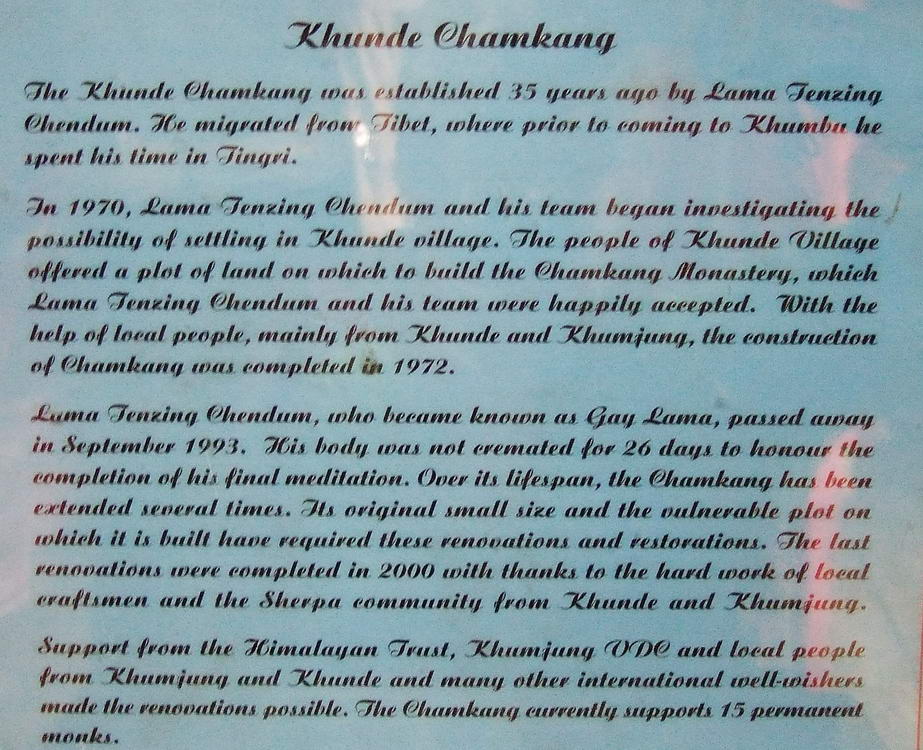 Khunde Chamkang
The Khunde Chamkang was established 35 years ago by Lama Tenzing
Chendum. He migrated from Tibet, where prior to coming to Khumbu he
spent his time in Tingri.
In 1970, Lama Tenzing Chendum and his team began investigating the
possibility of settling in Khunde village. The people of Khunde Village
offered a plot of land on which to build the Chamkang Monastery, which
Lama Tenzing Chendum and his team were happily accepted. With the
help of local people, mainly from Khunde and Khumjung, the construction
of Chamkang was completed in 1972.
Lama Tenzing Chendum, who became known as Gay Lama, passed away
in September 1993. His body was not cremated for 26 days to honour the
completion of his final meditation. Over its lifespan, the Chamkang has been
extended several times. Its original small size and the vulnerable plot on
which it is built have required these renovations and restorations. The last
renovations were completed in 2000 with thanks to the hard work of local
craftsmen and the Sherpa community from Khunde and Khumjung.
Support from the Himalayan Trust, Khumjung VDC and local people
from Khumjung and Khunde and many other international well-wishers
made the renovations possible. The Chamkang currently supports 15 permanent
monks.